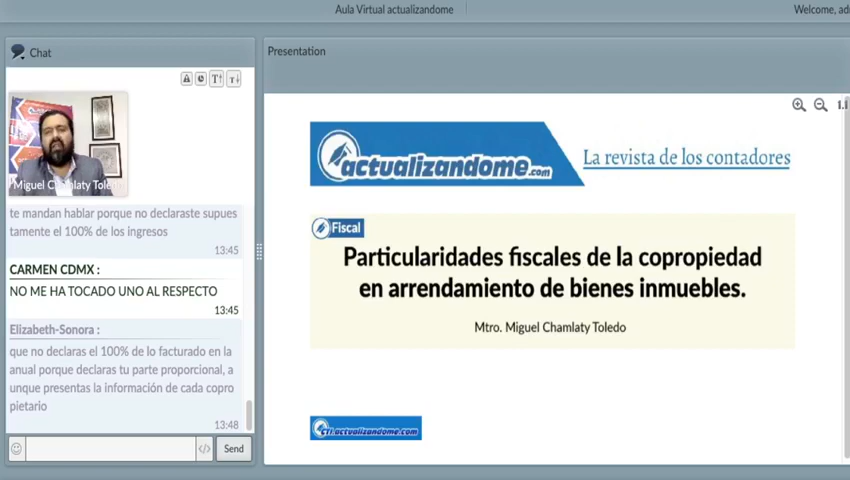 Aula Virtual actualizandome
Welcome, ad
Chat
Presentation
Miguel Chamlaty Toledo
te mandan hablar porque no declaraste supues
tamente el 100% de los ingresos
13:45
CARMEN CDMX :
NO ME HA TOCADO UNO AL RESPECTO
13:45
Elizabeth-Sonora :
que no declaras el 100% de lo facturado en la
anual porque declaras tu parte proporcional, a
unque presentas la información de cada copro
pietario
13:48
Send
actualizandome.com
La revista de los contadores
Fiscal
Particularidades fiscales de la copropiedad
en arrendamiento de bienes inmuebles.
Mtro. Miguel Chamlaty Toledo
actualizandome.com